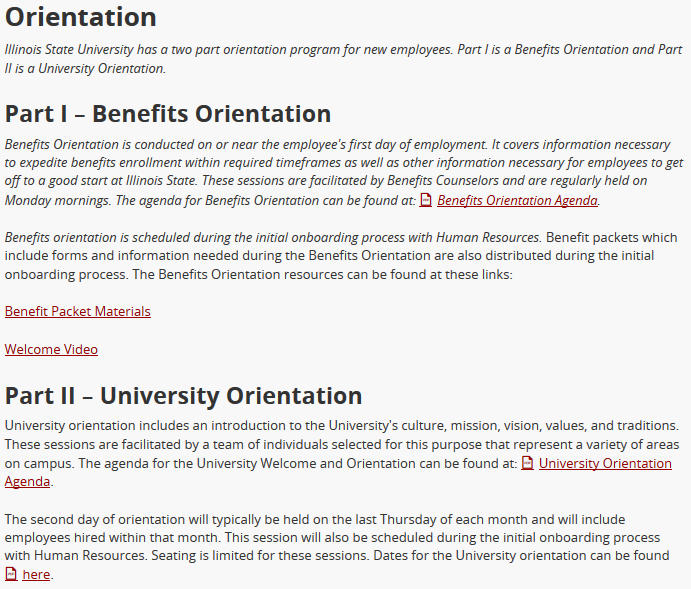 Orientation
Illinois State University has a two part orientation program for new employees. Part I is a Benefits Orientation and Part
II is a University Orientation.
Part I – Benefits Orientation
Benefits Orientation is conducted on or near the employee's first day of employment. It covers information necessary
to expedite benefits enrollment within required timeframes as well as other information necessary for employees to get
off to a good start at Illinois State. These sessions are facilitated by Benefits Counselors and are regularly held on
Monday mornings. The agenda for Benefits Orientation can be found at: Benefits Orientation Agenda.
Benefits orientation is scheduled during the initial onboarding process with Human Resources. Benefit packets which
include forms and information needed during the Benefits Orientation are also distributed during the initial
onboarding process. The Benefits Orientation resources can be found at these links:
Benefit Packet Materials
Welcome Video
Part II – University Orientation
University orientation includes an introduction to the University's culture, mission, vision, values, and traditions.
These sessions are facilitated by a team of individuals selected for this purpose that represent a variety of areas
on campus. The agenda for the University Welcome and Orientation can be found at: University Orientation
Agenda.
The second day of orientation will typically be held on the last Thursday of each month and will include
employees hired within that month. This session will also be scheduled during the initial onboarding process
with Human Resources. Seating is limited for these sessions. Dates for the University orientation can be found
here.